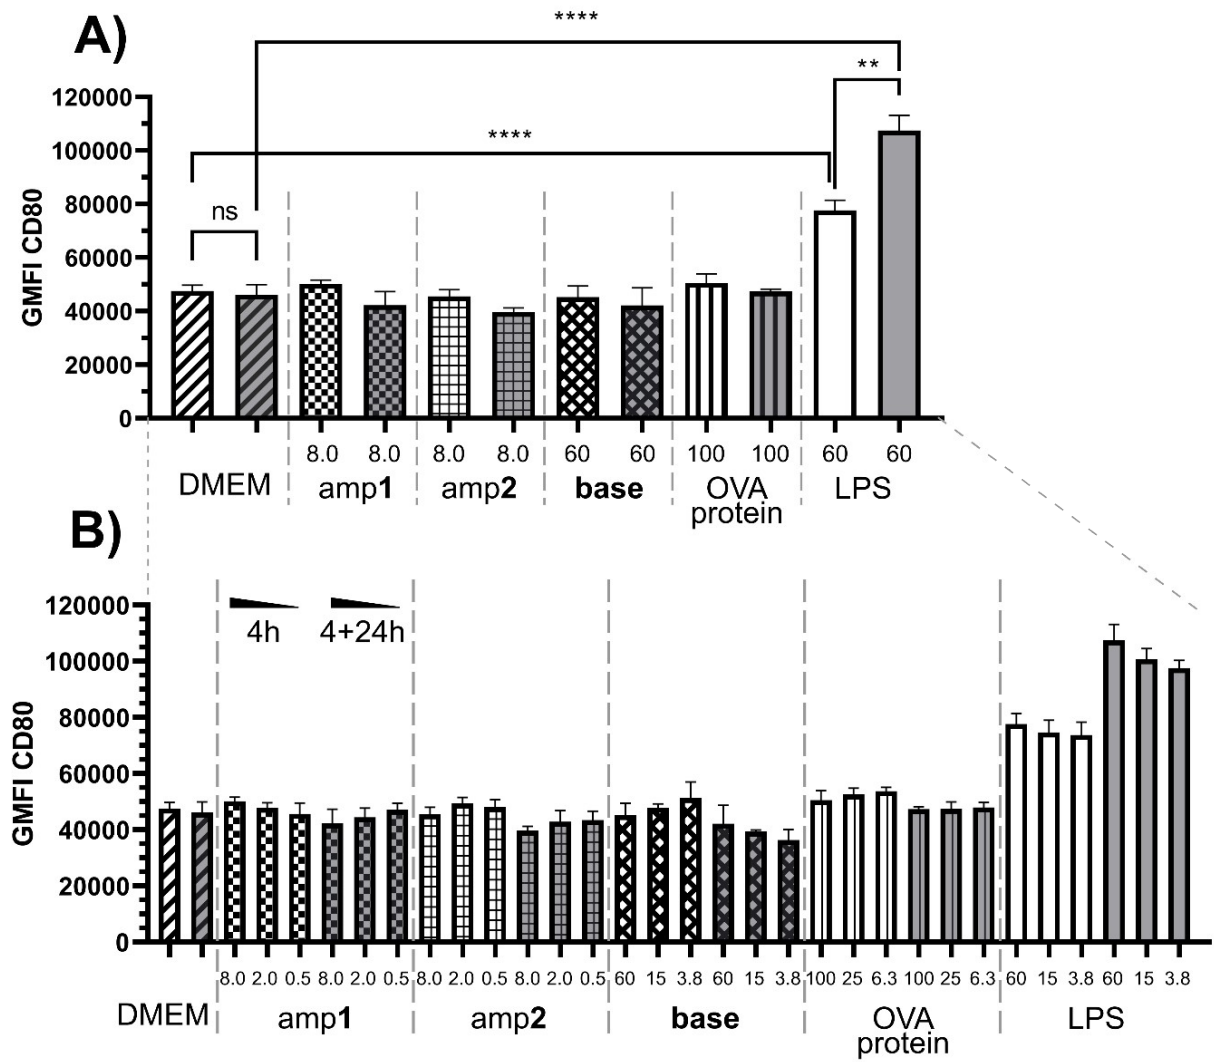 A)
****
**
****
ns
GMFI CD80
120000
100000
80000
60000
40000
20000
0
8.0 8.0 8.0 8.0 60 60 100 100 60 60
DMEM amp1 amp2 base OVA protein LPS
B)
GMFI CD80
120000
100000
80000
60000
40000
20000
0
4h 4+24h
8.0 2.0 0.5 8.0 2.0 0.5 8.0 2.0 0.5 8.0 2.0 0.5 60 15 3.8 60 15 3.8 100 25 6.3 100 25 6.3 60 15 3.8 60 15 3.8
DMEM amp1 amp2 base OVA protein LPS